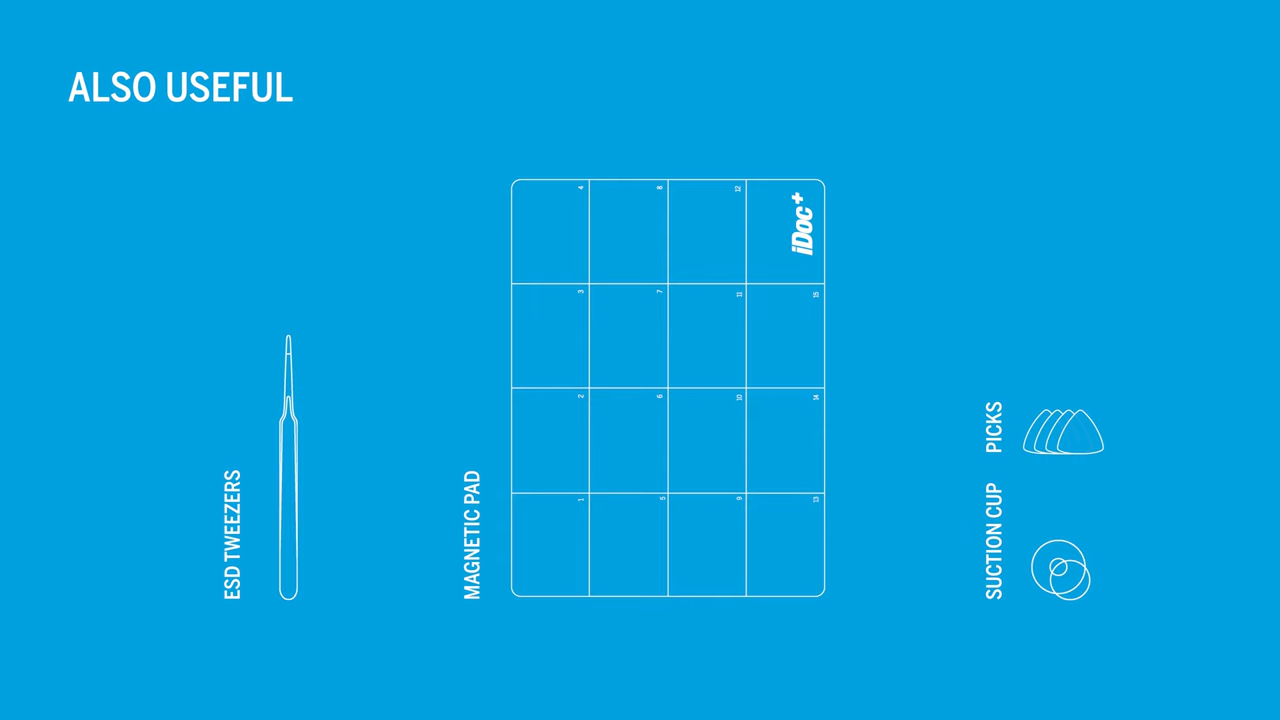 ALSO USEFUL
ESD TWEEZERS
MAGNETIC PAD
4
8
12
iDoc+
3
7
11
15
2
6
10
14
1
5
9
13
PICKS
SUCTION CUP